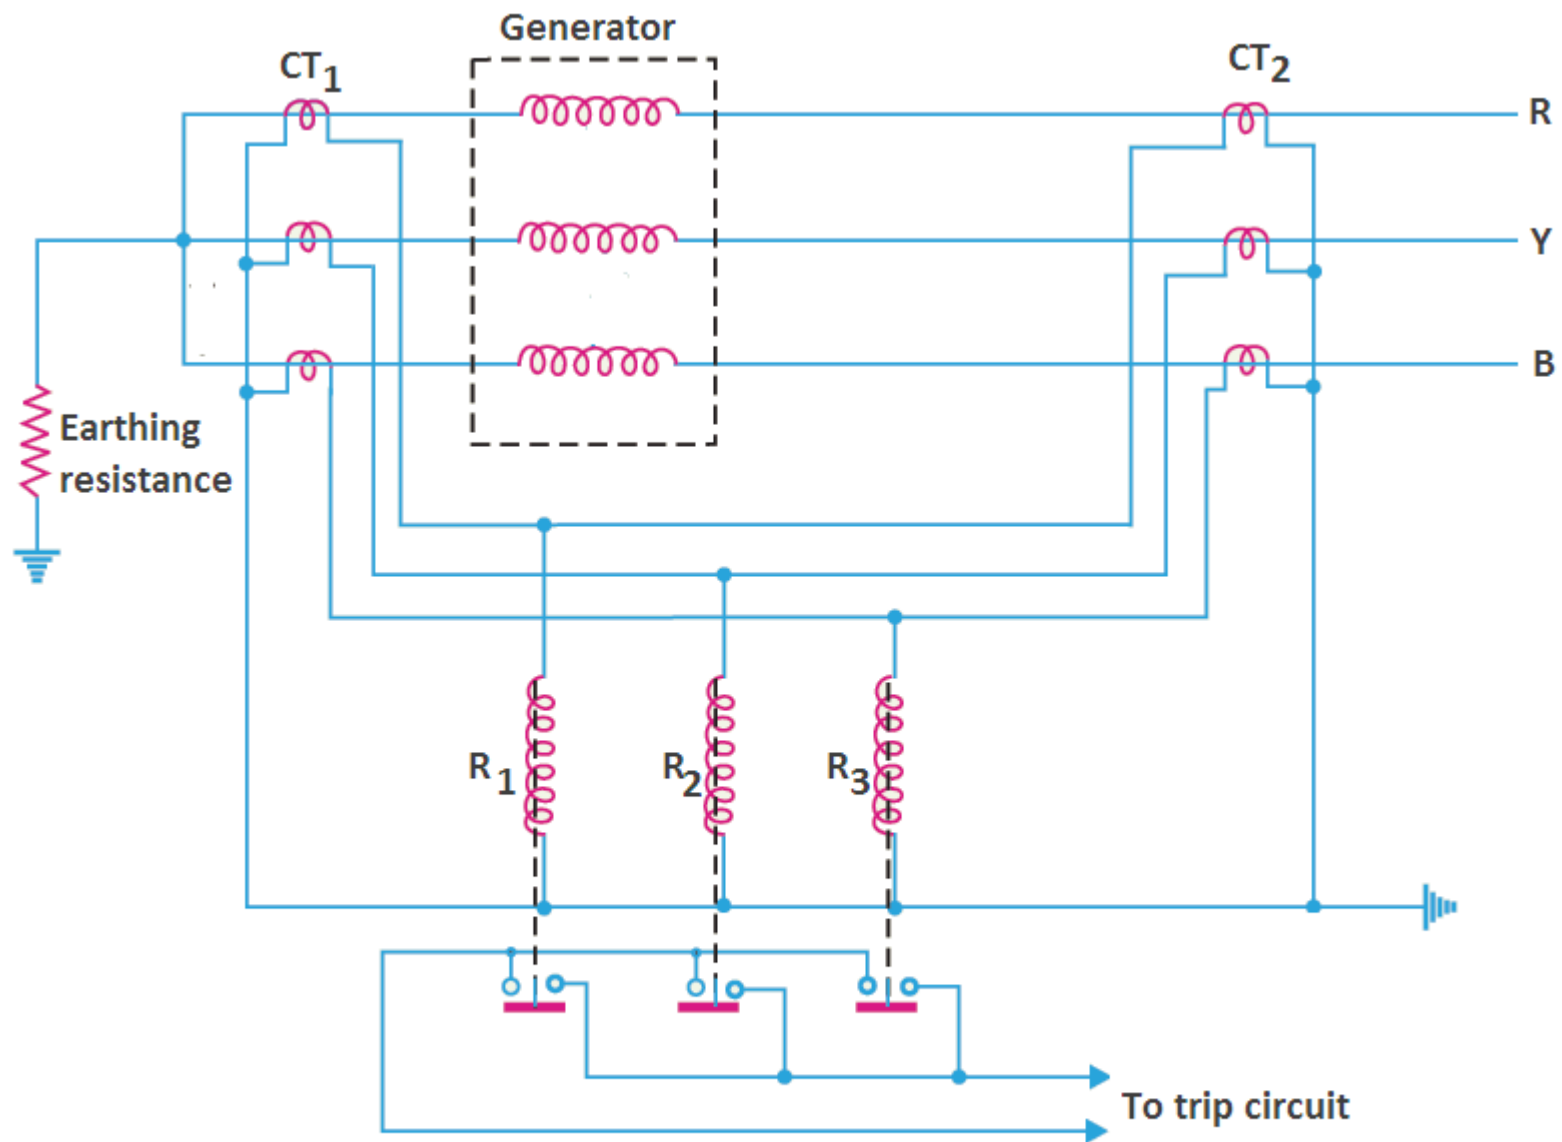 Generator
CT1
CT2
R
Y
B
Earthing
resistance
R1
R2
R3
To trip circuit